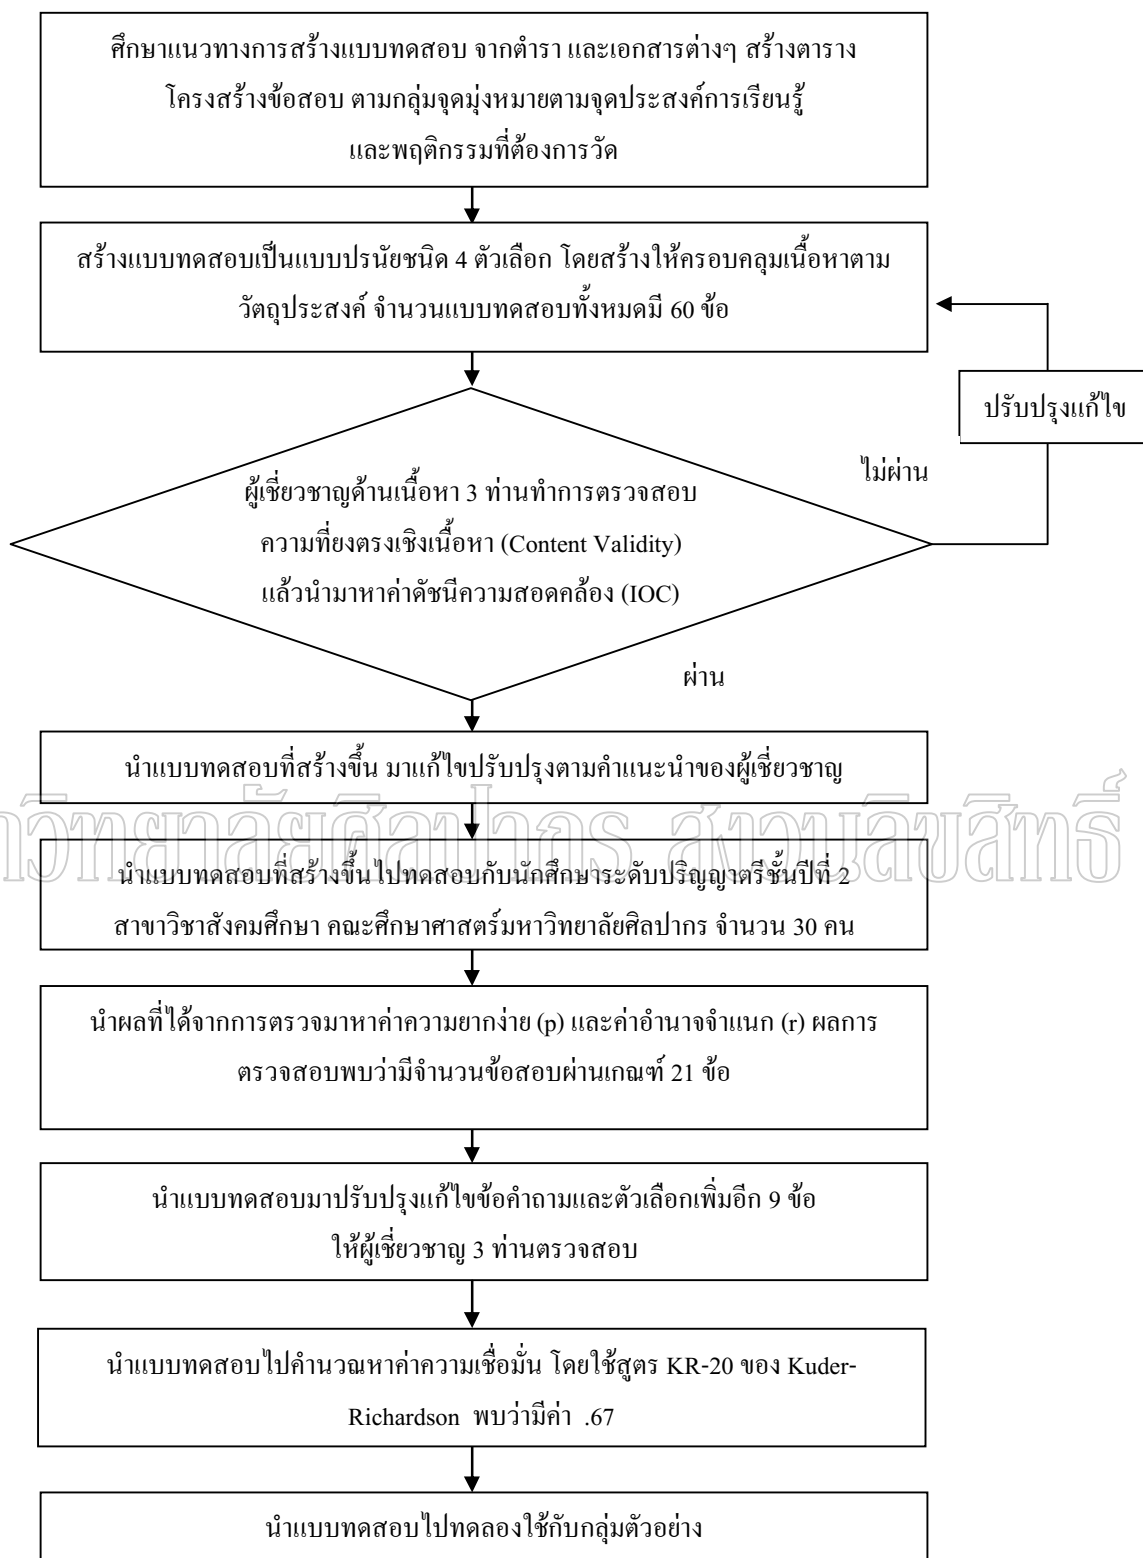 ศึกษาแนวทางการสร้างแบบทดสอบ จากตำรา และเอกสารต่างๆ สร้างตาราง
โครงสร้างข้อสอบ ตามกลุ่มจุดมุ่งหมายตามจุดประสงค์การเรียนรู้
และพฤติกรรมที่ต้องการวัด
สร้างแบบทดสอบเป็นแบบปรนัยชนิด 4 ตัวเลือก โดยสร้างให้ครอบคลุมเนื้อหาตาม
วัตถุประสงค์ จำนวนแบบทดสอบทั้งหมดมี 60 ข้อ
ปรับปรุงแก้ไข
ไม่ผ่าน
ผู้เชี่ยวชาญด้านเนื้อหา 3 ท่านทำการตรวจสอบ
ความที่ยงตรงเชิงเนื้อหา (Content Validity)
แล้วนำมาหาค่าดัชนีความสอดคล้อง (IOC)
ผ่าน
นำแบบทดสอบที่สร้างขึ้น มาแก้ไขปรับปรุงตามคำแนะนำของผู้เชี่ยวชาญ
าวิทยาลัยศิลปากร สงวนลิขสิทธิ์
นำแบบทดสอบที่สร้างขึ้น ไปทดสอบกับนักศึกษาระดับปริญญาตรีชั้นปีที่ 2
สาขาวิชาสังคมศึกษา คณะศึกษาศาสตร์มหาวิทยาลัยศิลปากร จำนวน 30 คน
นำผลที่ได้จากการตรวจมาหาค่าความยากง่าย (p) และค่าอำนาจจำแนก (r) ผลการ
ตรวจสอบพบว่ามีจำนวนข้อสอบผ่านเกณฑ์ 21 ข้อ
นำแบบทดสอบมาปรับปรุงแก้ไขข้อคำถามและตัวเลือกเพิ่มอีก 9 ข้อ
ให้ผู้เชี่ยวชาญ 3 ท่านตรวจสอบ
นำแบบทดสอบไปคำนวณหาค่าความเชื่อมั่น โดยใช้สูตร KR-20 ของ Kuder-
Richardson พบว่ามีค่า .67
นำแบบทดสอบไปทดลองใช้กับกลุ่มตัวอย่าง